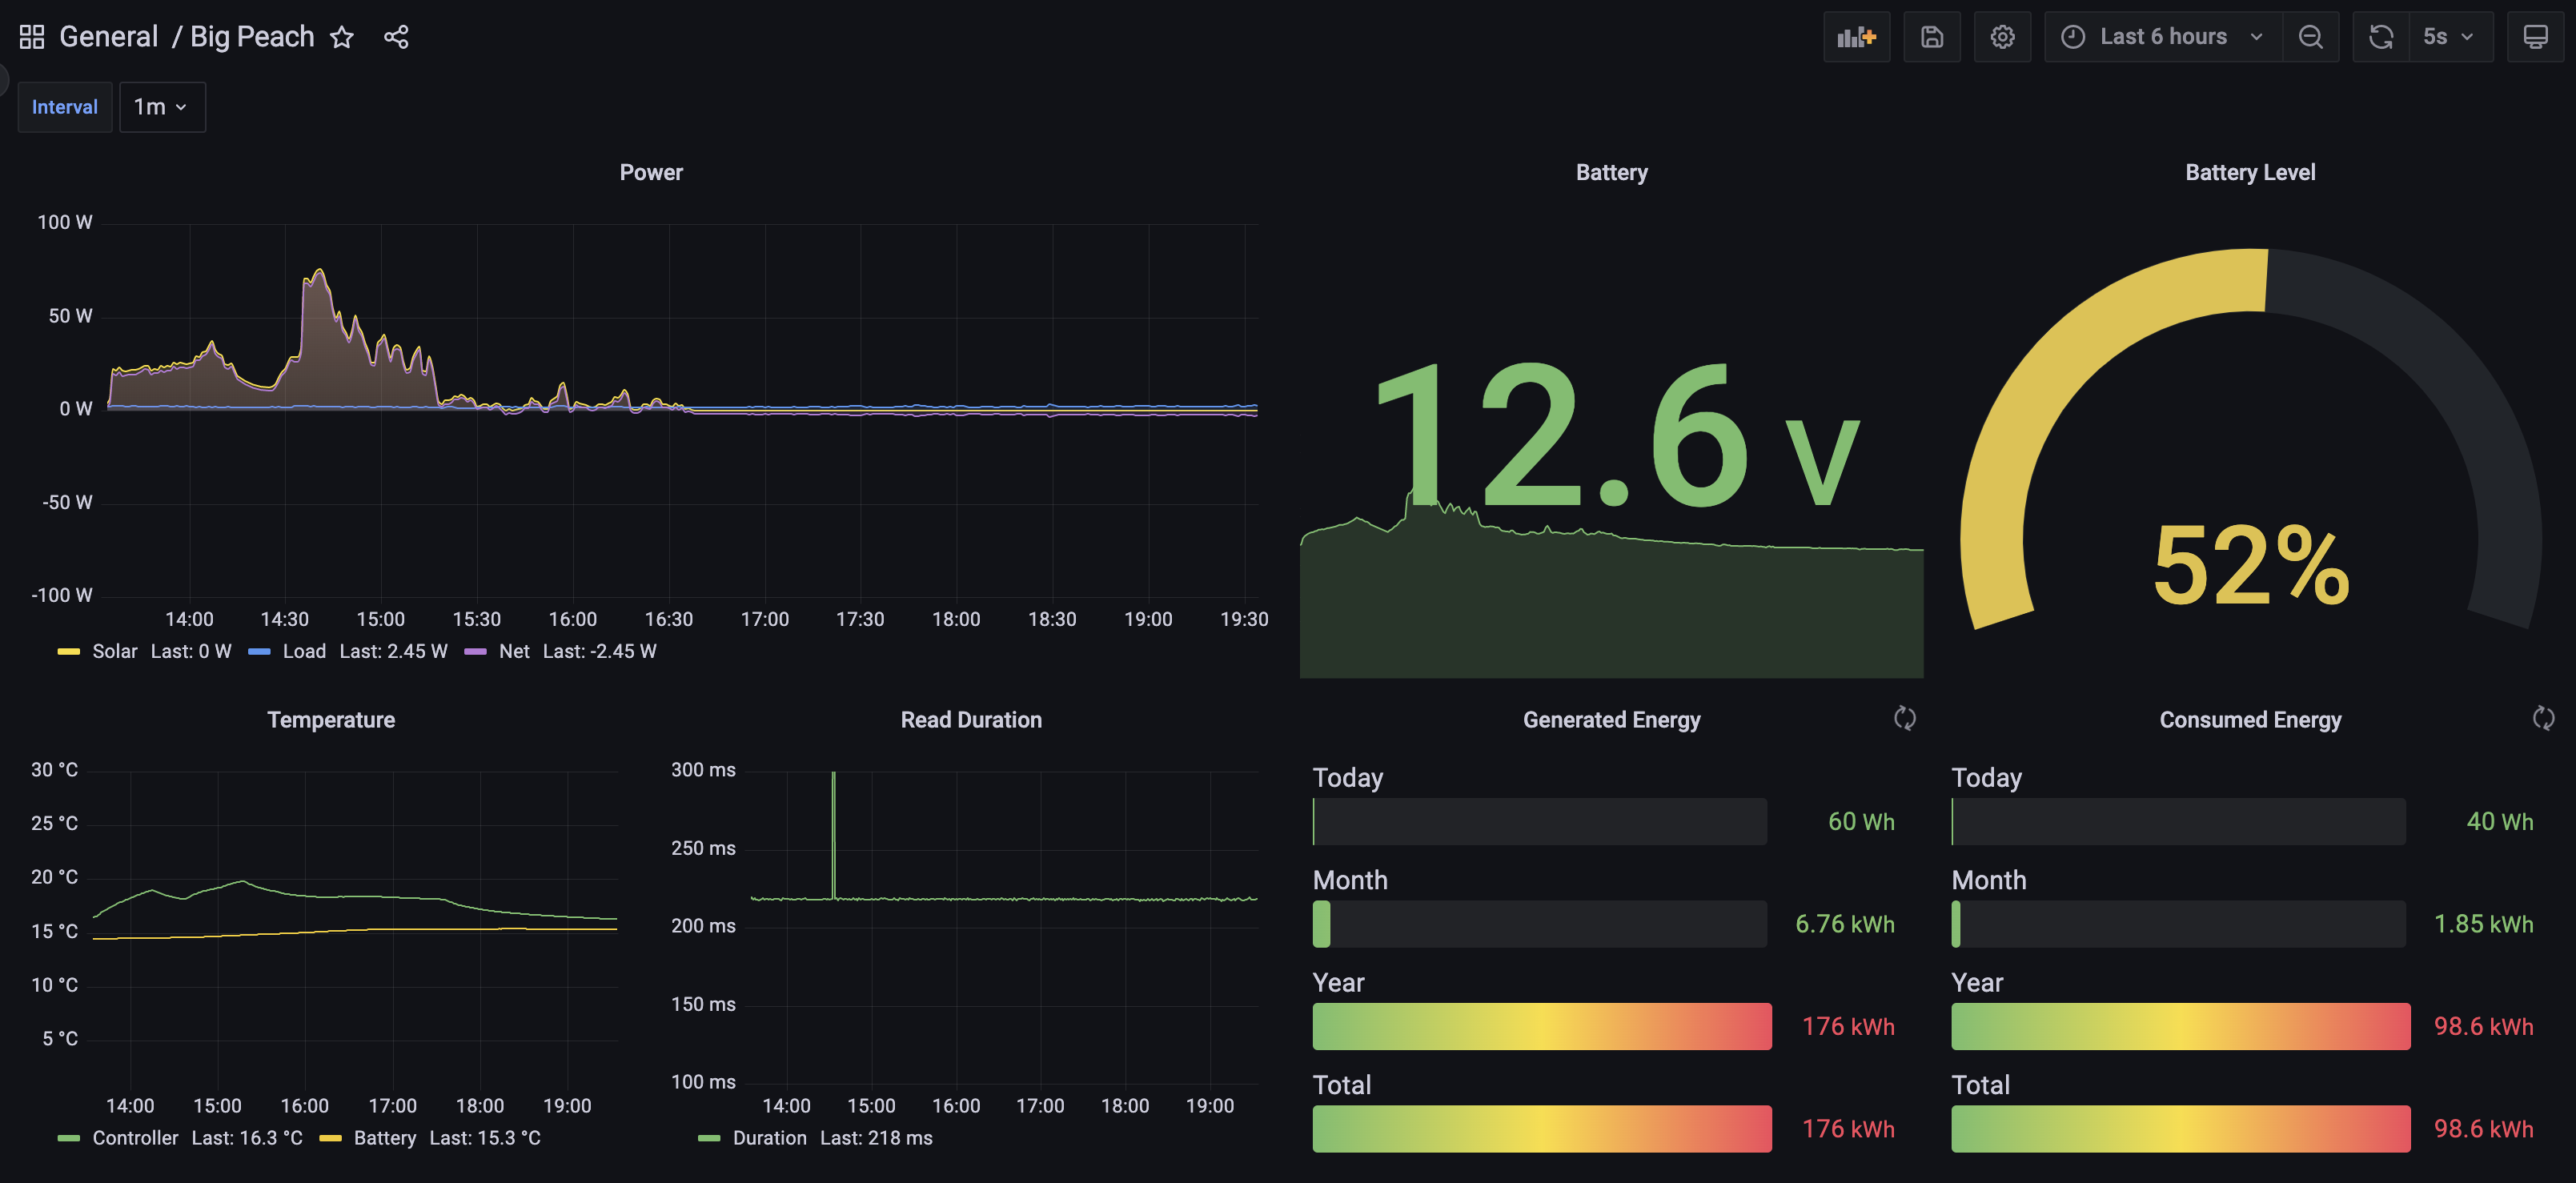 General / Big Peach
Last 6 hours
5s
Interval
1m
Power
100 W
50 W
0 W
-50 W
-100 W
14:00 14:30 15:00 15:30 16:00 16:30 17:00 17:30 18:00 18:30 19:00 19:30
Solar Last: 0 W Load Last: 2.45 W Net Last: -2.45 W
Battery
12.6 V
Battery Level
52%
Temperature
30 °C
25 °C
20 °C
15 °C
10 °C
5 °C
14:00 15:00 16:00 17:00 18:00 19:00
Controller Last: 16.3 °C Battery Last: 15.3 °C
Read Duration
300 ms
250 ms
200 ms
150 ms
100 ms
14:00 15:00 16:00 17:00 18:00 19:00
Duration Last: 218 ms
Generated Energy
Today
60 Wh
Month
6.76 kWh
Year
176 kWh
Total
176 kWh
Consumed Energy
Today
40 Wh
Month
1.85 kWh
Year
98.6 kWh
Total
98.6 kWh